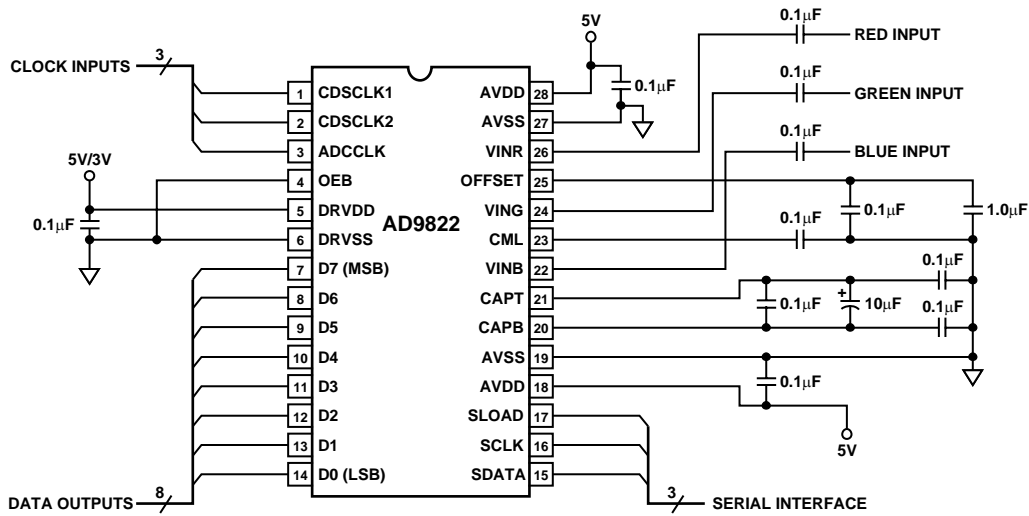 CLOCK INPUTS
3
5V/3V
0.1µF
DATA OUTPUTS
8
AD9822
1 CDSCLK1
2 CDSCLK2
3 ADCCLK
4 OEB
5 DRVDD
6 DRVSS
7 D7 (MSB)
8 D6
9 D5
10 D4
11 D3
12 D2
13 D1
14 D0 (LSB)
AVDD 28
AVSS 27
VINR 26
OFFSET 25
VING 24
CML 23
VINB 22
CAPT 21
CAPB 20
AVSS 19
AVDD 18
SLOAD 17
SCLK 16
SDATA 15
5V
0.1µF
0.1µF
RED INPUT
0.1µF
GREEN INPUT
0.1µF
BLUE INPUT
0.1µF
1.0µF
0.1µF
0.1µF
0.1µF
+
10µF
0.1µF
0.1µF
5V
3
SERIAL INTERFACE